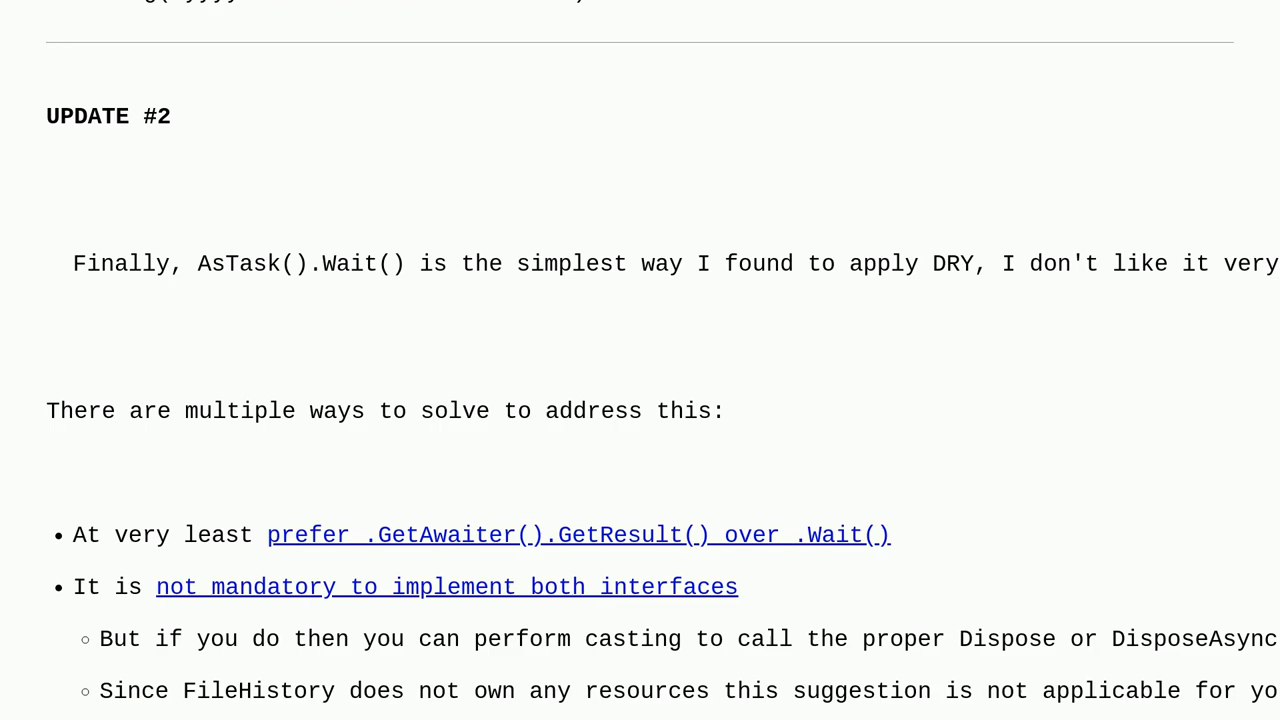 UPDATE #2
Finally, AsTask().Wait() is the simplest way I found to apply DRY, I don't like it very
There are multiple ways to solve to address this:
• At very least prefer .GetAwaiter().GetResult() over .Wait()
• It is not mandatory to implement both interfaces
○ But if you do then you can perform casting to call the proper Dispose or DisposeAsync
○ Since FileHistory does not own any resources this suggestion is not applicable for yo